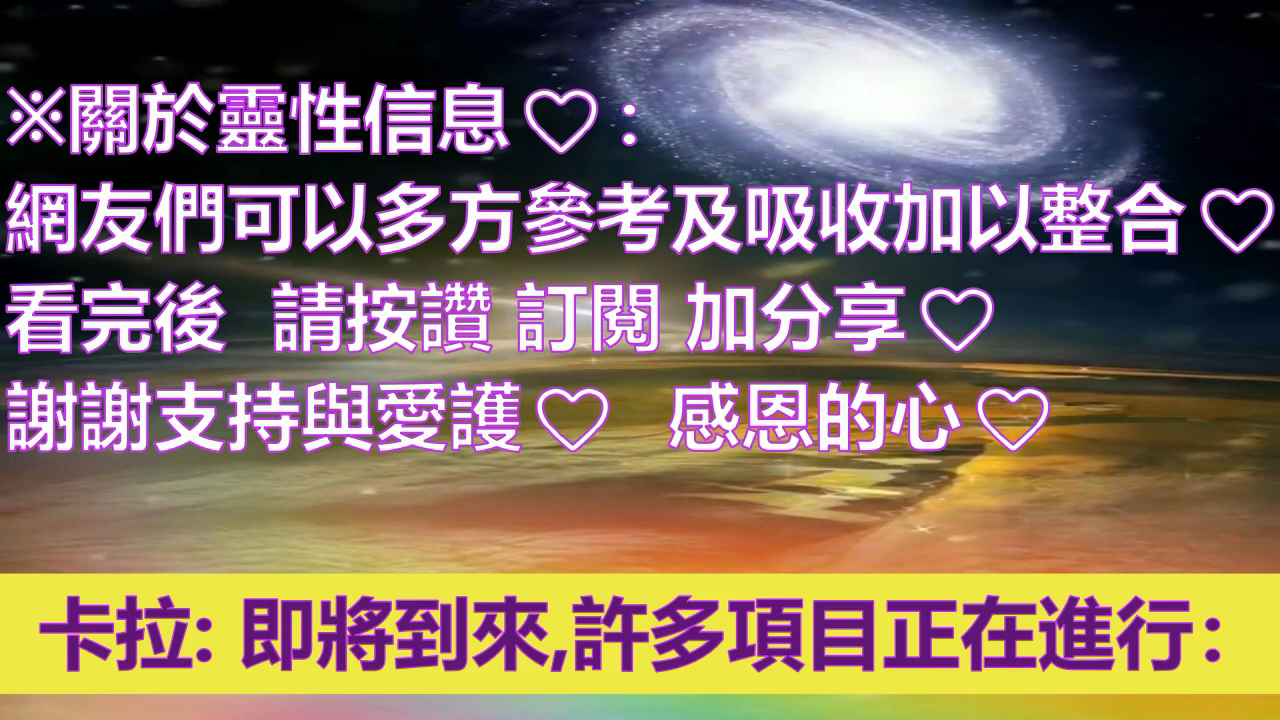 ※關於靈性信息♡:
網友們可以多方參考及吸收加以整合♡
看完後 請按讚 訂閱 加分享♡
謝謝支持與愛護♡ 感恩的心♡
卡拉: 即將到來,許多項目正在進行: